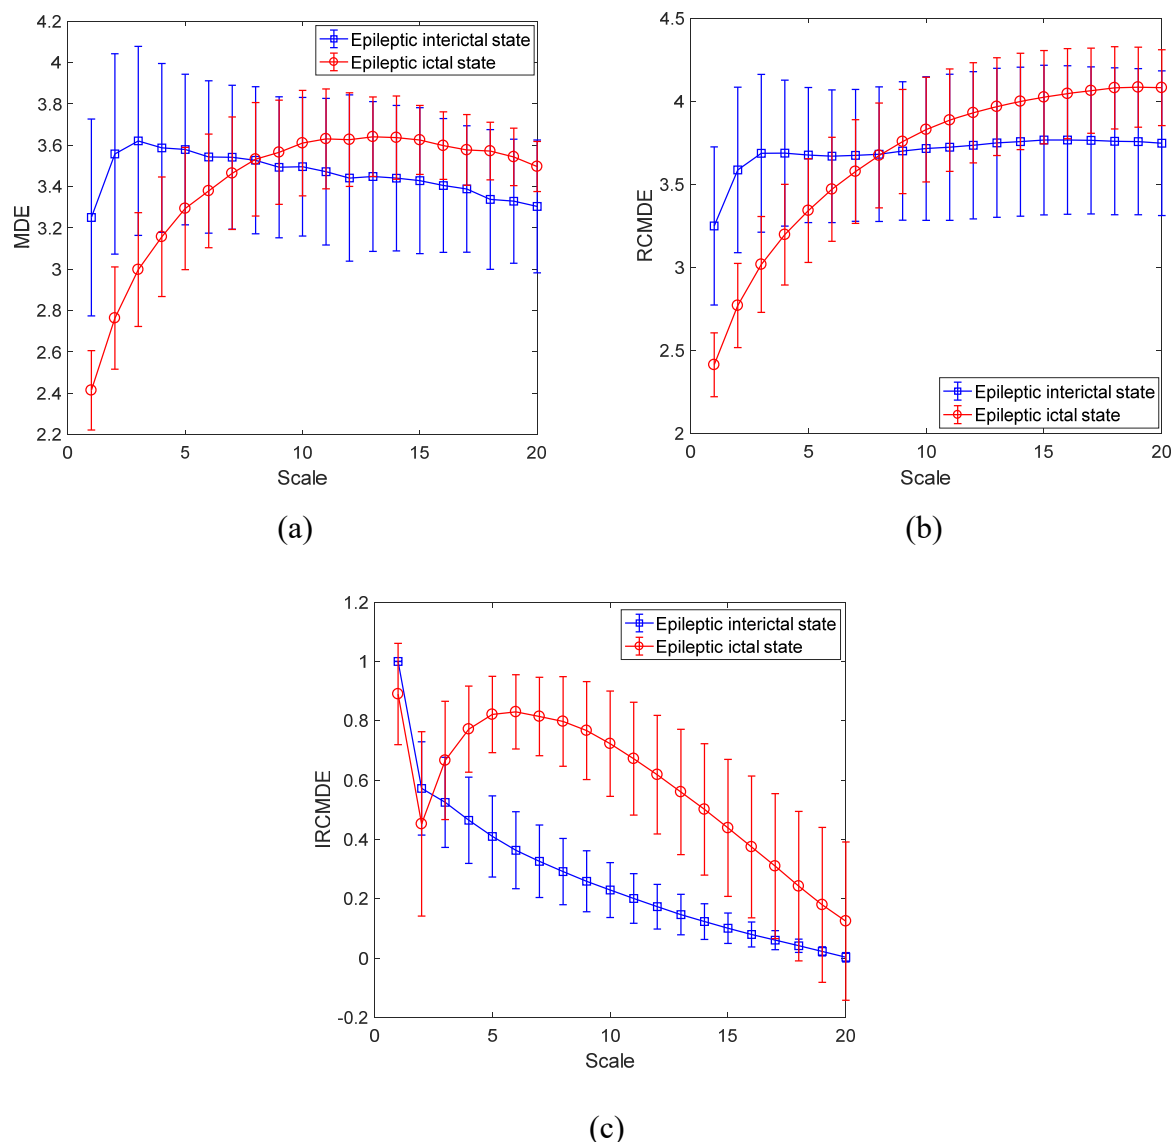 4.2
4
3.8
3.6
3.4
3.2
3
2.8
2.6
2.4
2.2
MDE
0 5 10 15 20
Scale
Epileptic interictal state
Epileptic ictal state
(a)
4.5
4
3.5
3
2.5
2
RCMDE
0 5 10 15 20
Scale
Epileptic interictal state
Epileptic ictal state
(b)
1.2
1
0.8
0.6
0.4
0.2
0
-0.2
IRCMDE
0 5 10 15 20
Scale
Epileptic interictal state
Epileptic ictal state
(c)